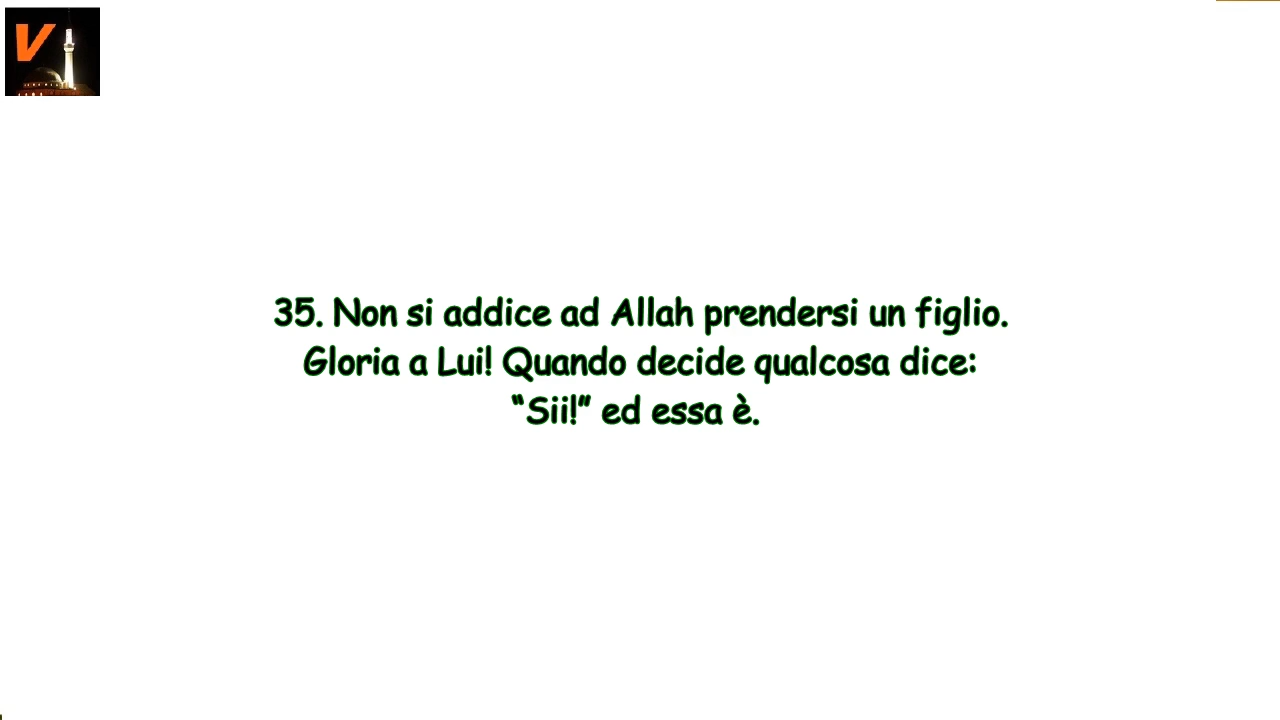 V
35. Non si addice ad Allah prendersi un figlio.
Gloria a Lui! Quando decide qualcosa dice:
“Sii!” ed essa è.